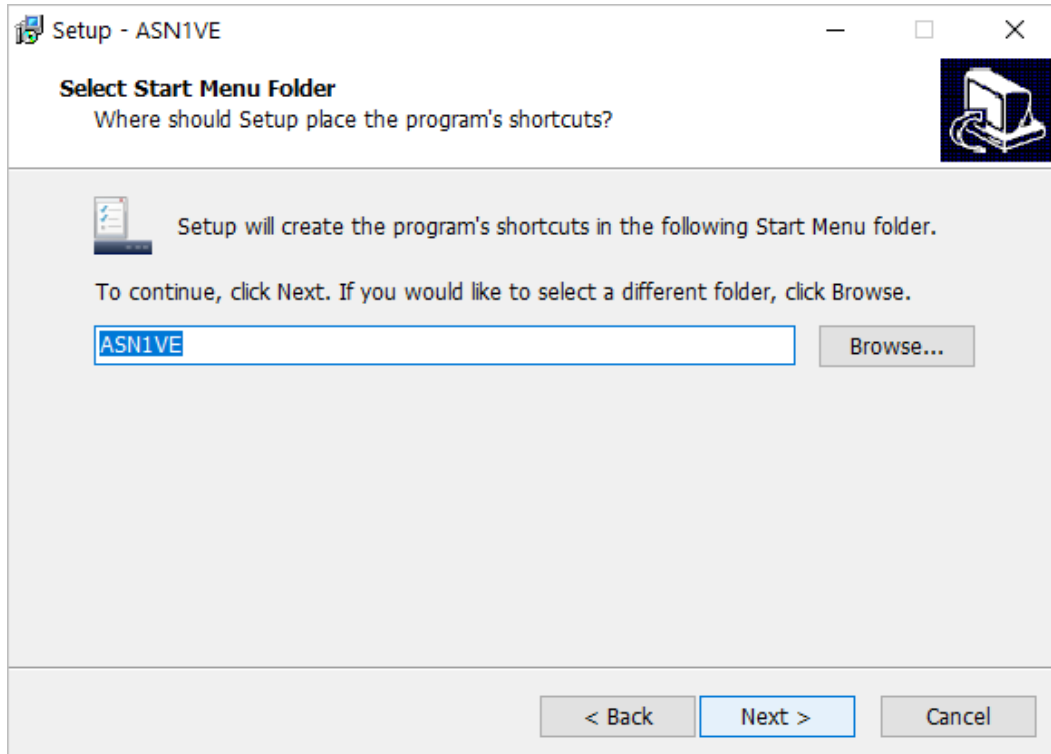 Setup - ASN1VE
Select Start Menu Folder
Where should Setup place the program's shortcuts?
Setup will create the program's shortcuts in the following Start Menu folder.
To continue, click Next. If you would like to select a different folder, click Browse.
ASN1VE
Browse...
< Back
Next >
Cancel